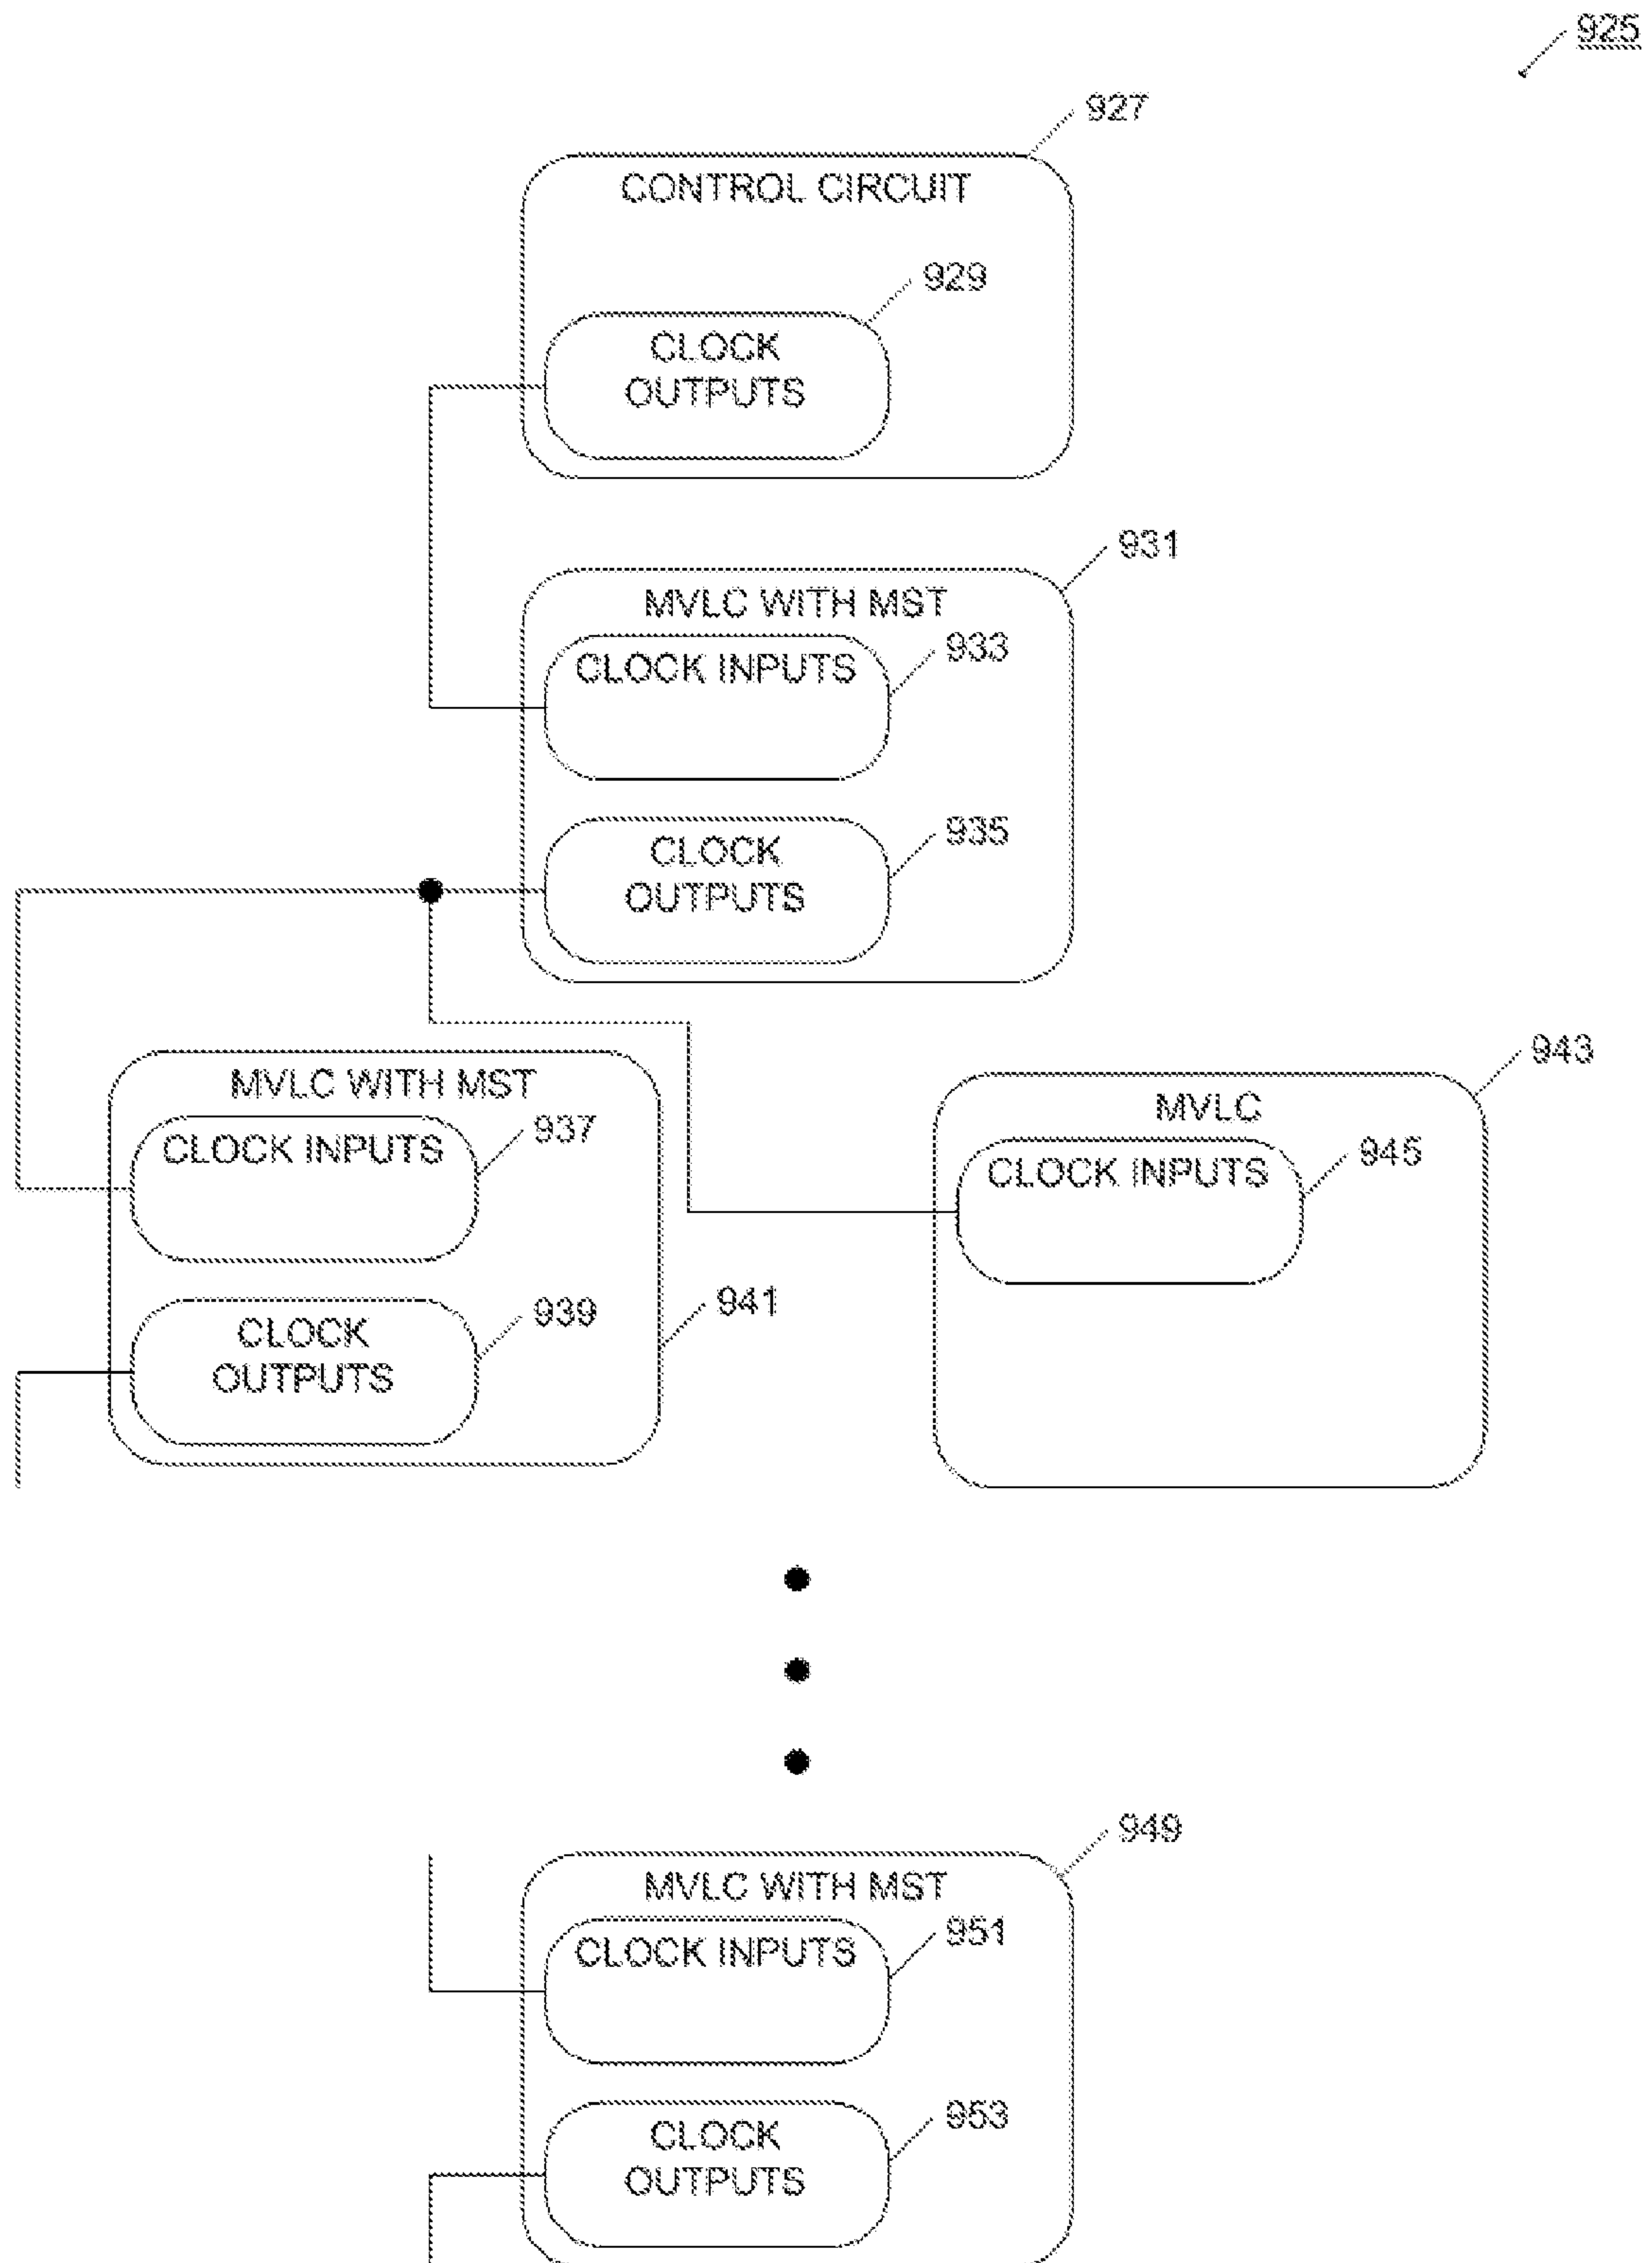 925
927
CONTROL CIRCUIT
929
CLOCK
OUTPUTS
931
MVLC WITH MST
933
CLOCK INPUTS
935
CLOCK
OUTPUTS
943
MVLC WITH MST
MVLC
937
CLOCK INPUTS
945
CLOCK INPUTS
941
939
CLOCK
OUTPUTS
949
MVLC WITH MST
951
CLOCK INPUTS
953
CLOCK
OUTPUTS